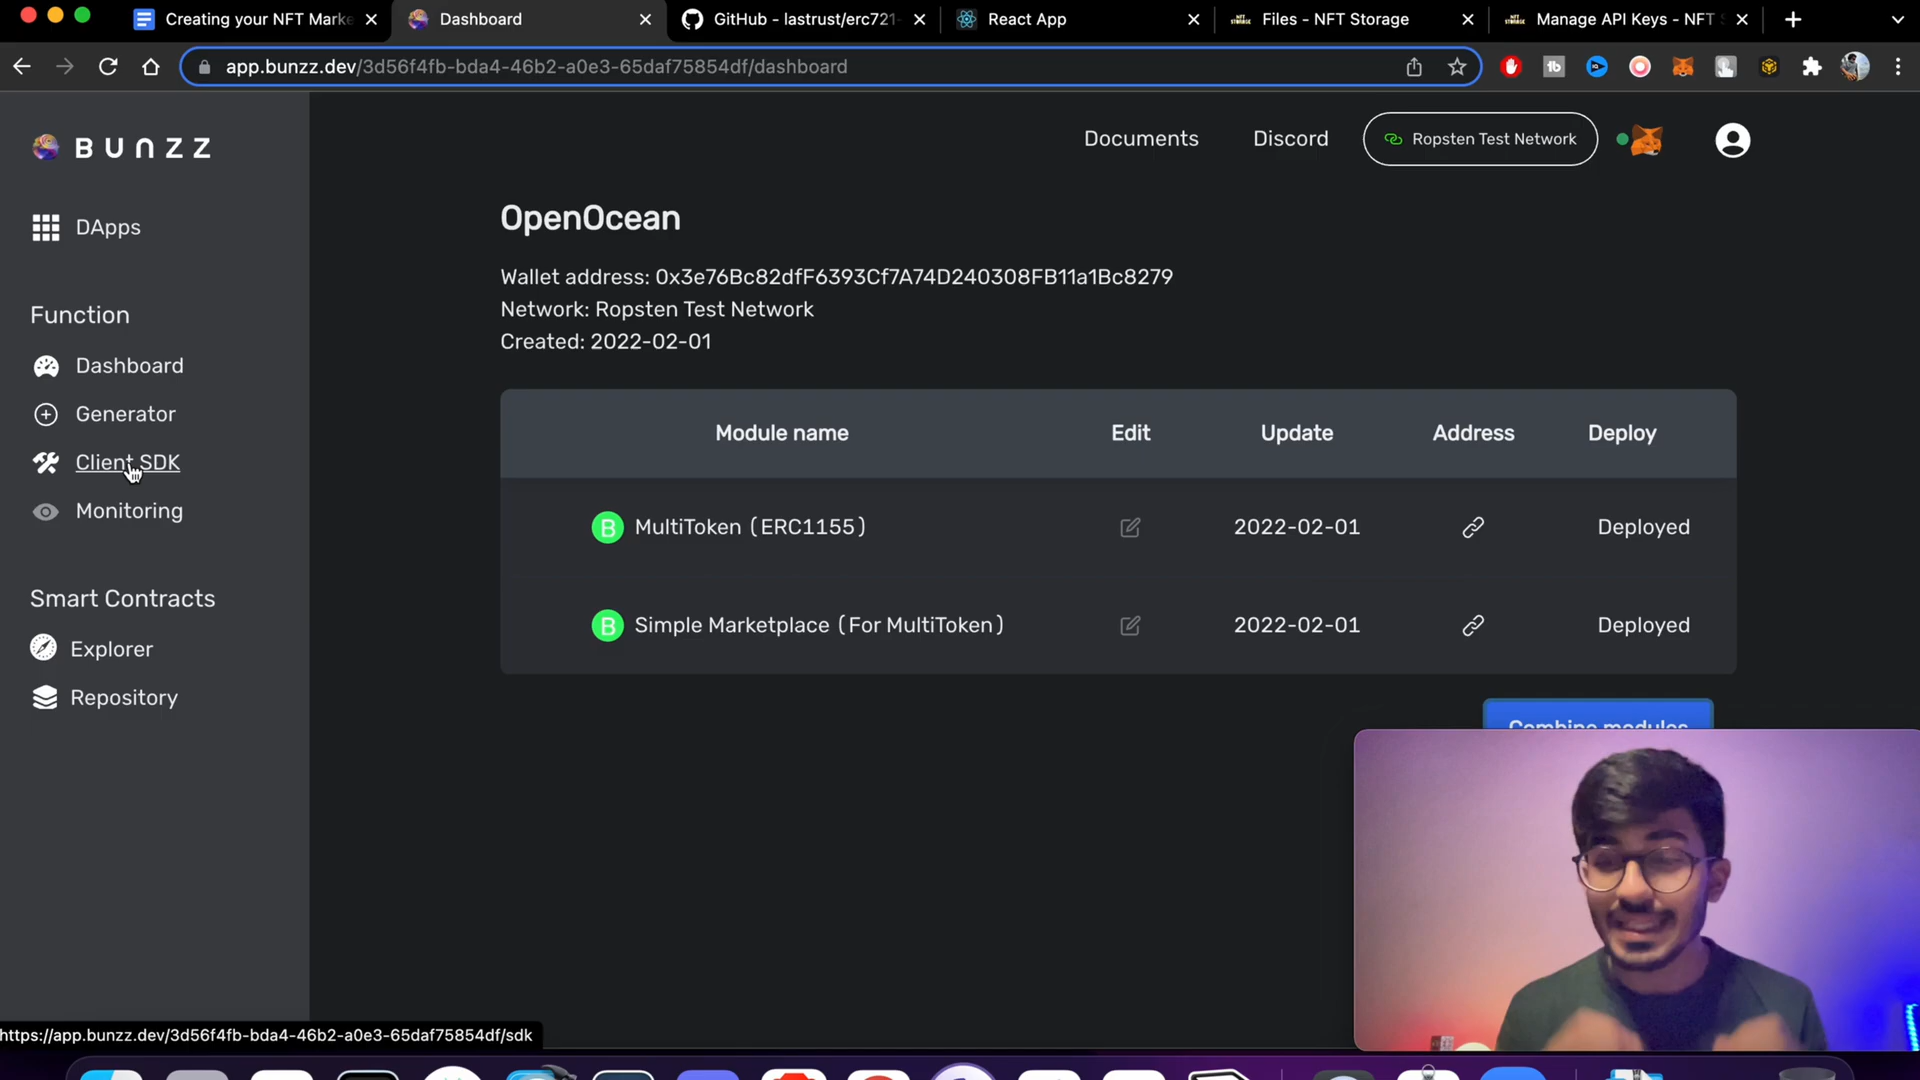 Creating your NFT Marke
Dashboard
GitHub - lastrust/erc721-
React App
Files - NFT Storage
Manage API Keys - NFT S
app.bunzz.dev/3d56f4fb-bda4-46b2-a0e3-65daf75854df/dashboard
BUNZZ
Documents
Discord
Ropsten Test Network
DApps
Function
Dashboard
Generator
Client SDK
Monitoring
Smart Contracts
Explorer
Repository
OpenOcean
Wallet address: 0x3e76Bc82dfF6393Cf7A74D240308FB11a1Bc8279
Network: Ropsten Test Network
Created: 2022-02-01
Module name Edit Update Address Deploy
B MultiToken (ERC1155) 2022-02-01 Deployed
B Simple Marketplace (For MultiToken) 2022-02-01 Deployed
Combine modules
https://app.bunzz.dev/3d56f4fb-bda4-46b2-a0e3-65daf75854df/sdk